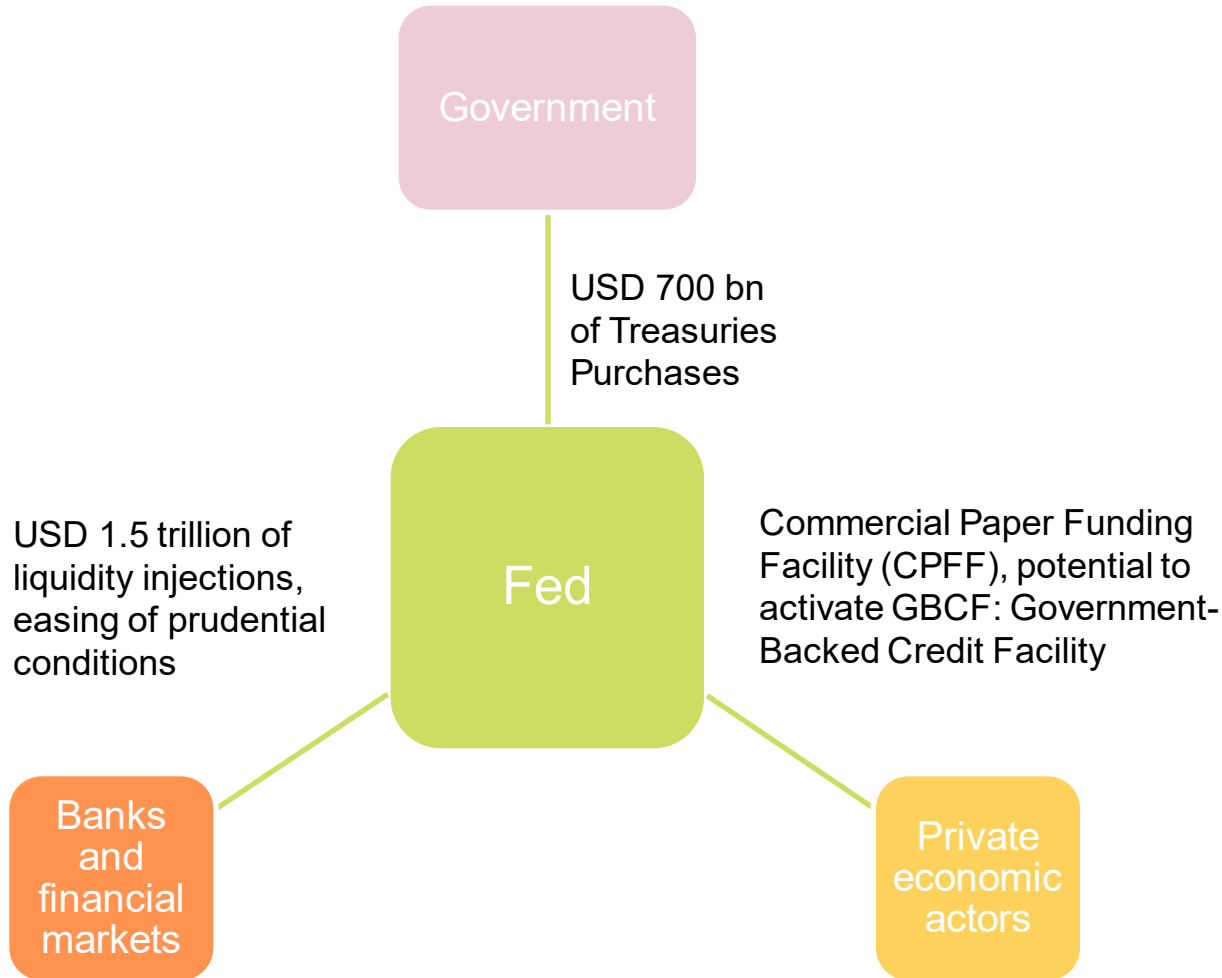 Government
USD 700 bn
of Treasuries
Purchases
USD 1.5 trillion of
liquidity injections,
easing of prudential
conditions
Fed
Commercial Paper Funding
Facility (CPFF), potential to
activate GBCF: Government-
Backed Credit Facility
Banks
and
financial
markets
Private
economic
actors